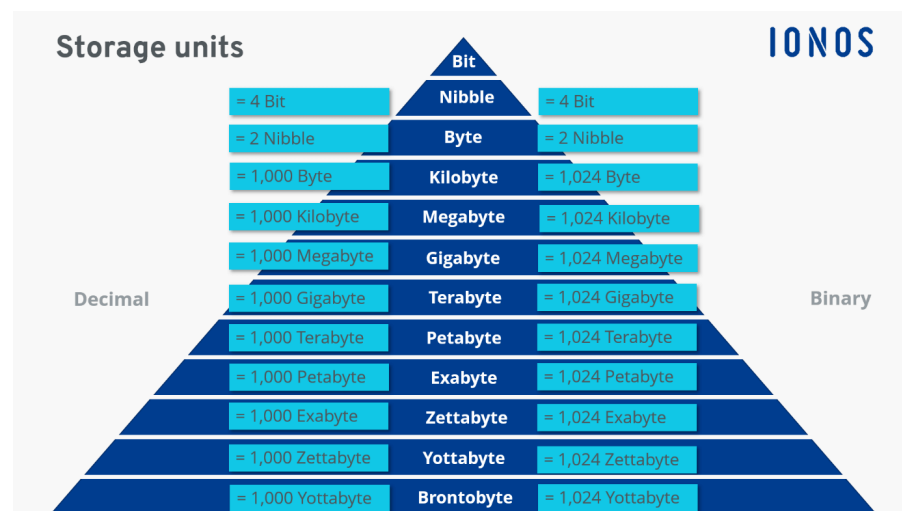 Storage units
IONOS
Bit
= 4 Bit Nibble = 4 Bit
= 2 Nibble Byte = 2 Nibble
= 1,000 Byte Kilobyte = 1,024 Byte
= 1,000 Kilobyte Megabyte = 1,024 Kilobyte
= 1,000 Megabyte Gigabyte = 1,024 Megabyte
Decimal = 1,000 Gigabyte Terabyte = 1,024 Gigabyte Binary
= 1,000 Terabyte Petabyte = 1,024 Terabyte
= 1,000 Petabyte Exabyte = 1,024 Petabyte
= 1,000 Exabyte Zettabyte = 1,024 Exabyte
= 1,000 Zettabyte Yottabyte = 1,024 Zettabyte
= 1,000 Yottabyte Brontobyte = 1,024 Yottabyte